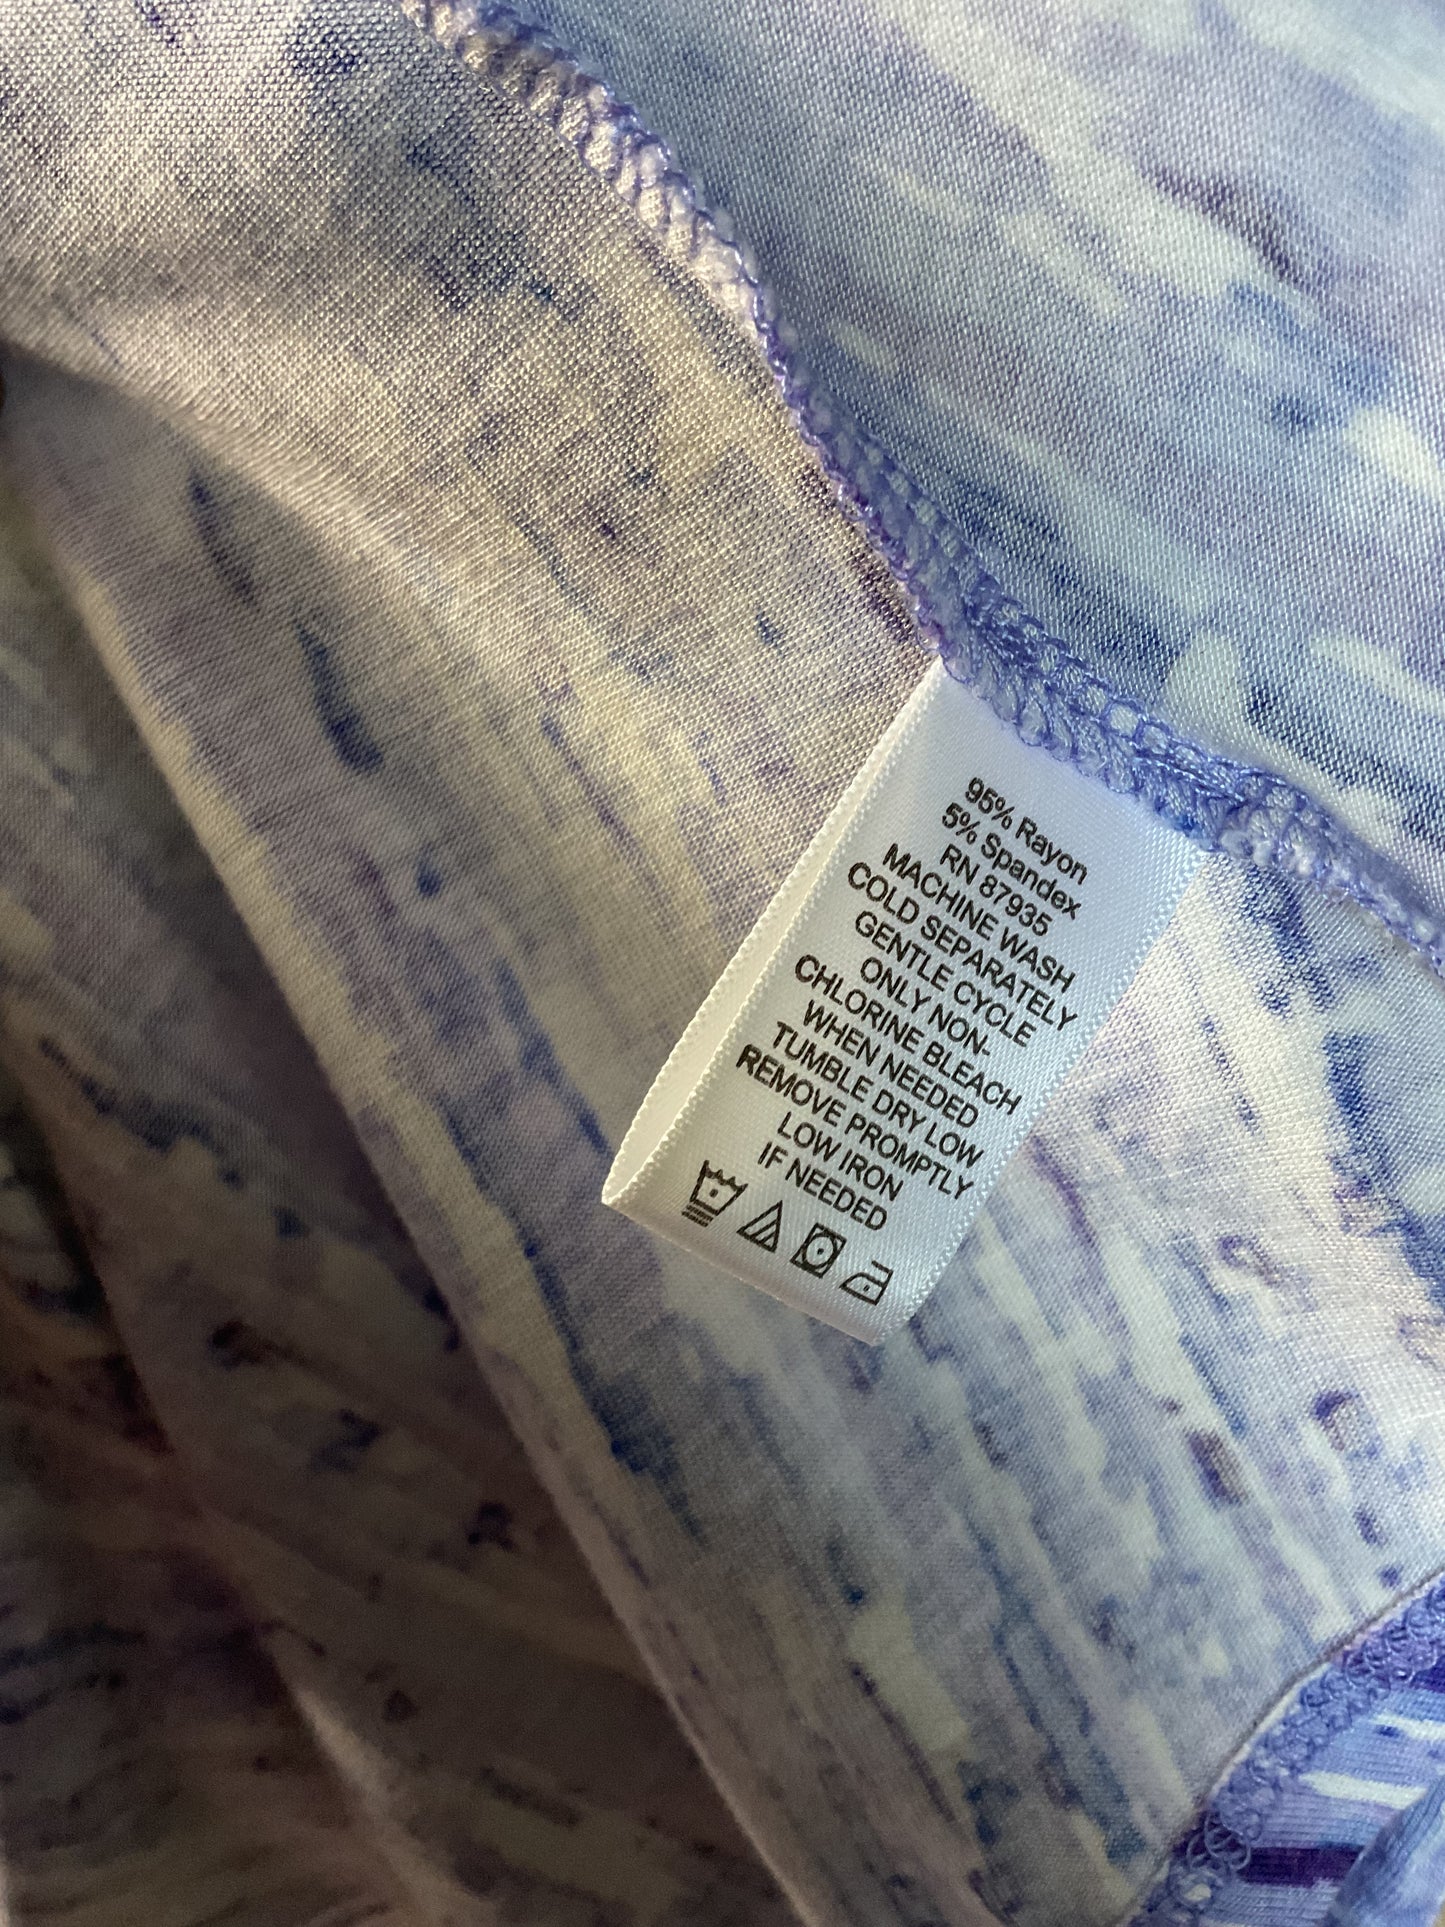 95% Rayon
5% Spandex
RN 87935
MACHINE WASH
COLD SEPARATELY
GENTLE CYCLE
ONLY NON-
CHLORINE BLEACH
WHEN NEEDED
TUMBLE DRY LOW
REMOVE PROMPTLY
LOW IRON
IF NEEDED